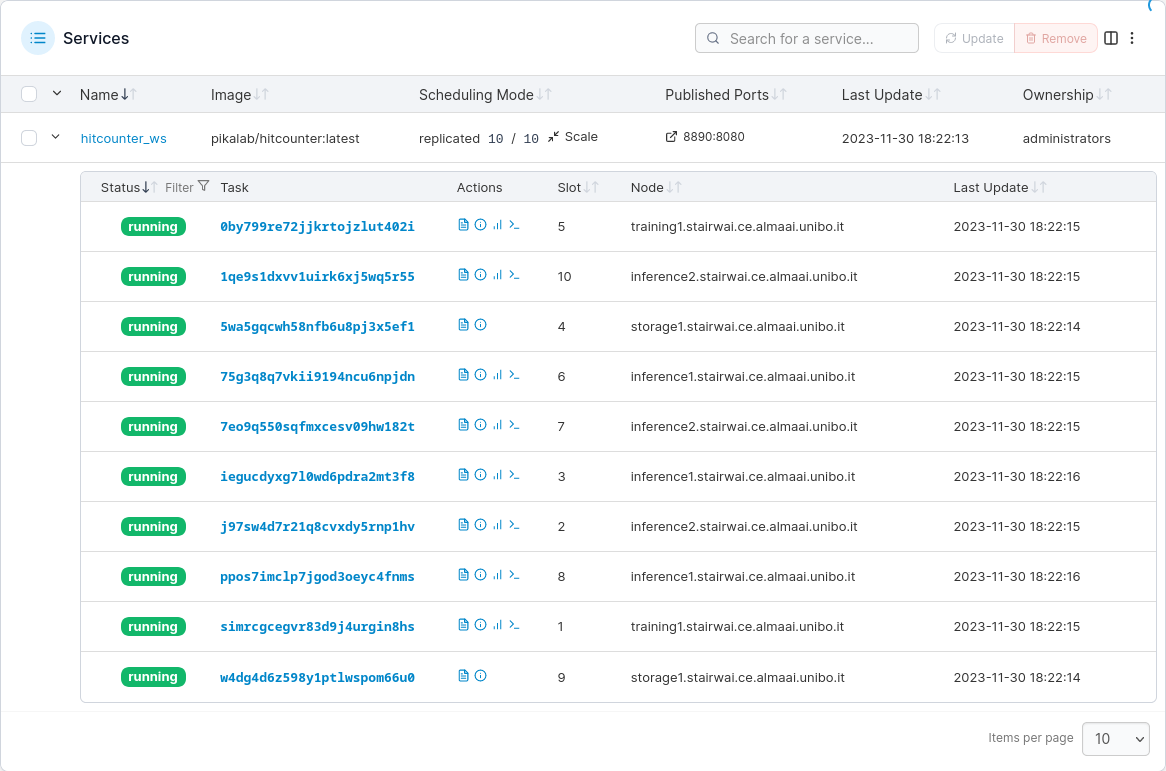 Services
Search for a service...
Update
Remove
Name Image Scheduling Mode Published Ports Last Update Ownership
hitcounter_ws pikalab/hitcounter:latest replicated 10 / 10 Scale 8890:8080 2023-11-30 18:22:13 administrators
Status Filter Task Actions Slot Node Last Update
running 0by799re72jjkrtojzlut402i 5 training1.stairwai.ce.almaai.unibo.it 2023-11-30 18:22:15
running 1qe9s1dxvv1uirk6xj5wq5r55 10 inference2.stairwai.ce.almaai.unibo.it 2023-11-30 18:22:15
running 5wa5gqcwh58nfb6u8pj3x5ef1 4 storage1.stairwai.ce.almaai.unibo.it 2023-11-30 18:22:14
running 75g3q8q7vkii9194ncu6npjdn 6 inference1.stairwai.ce.almaai.unibo.it 2023-11-30 18:22:15
running 7eo9q550sqfmxcesv09hw182t 7 inference2.stairwai.ce.almaai.unibo.it 2023-11-30 18:22:15
running iegucdyxg7l0wd6pdra2mt3f8 3 inference1.stairwai.ce.almaai.unibo.it 2023-11-30 18:22:16
running j97sw4d7r21q8cvxdy5rnp1hv 2 inference2.stairwai.ce.almaai.unibo.it 2023-11-30 18:22:15
running ppos7imclp7jgod3oeyc4fnms 8 inference1.stairwai.ce.almaai.unibo.it 2023-11-30 18:22:16
running simrcgcegvr83d9j4urgin8hs 1 training1.stairwai.ce.almaai.unibo.it 2023-11-30 18:22:15
running w4dg4d6z598y1ptlwspom66u0 9 storage1.stairwai.ce.almaai.unibo.it 2023-11-30 18:22:14
Items per page 10